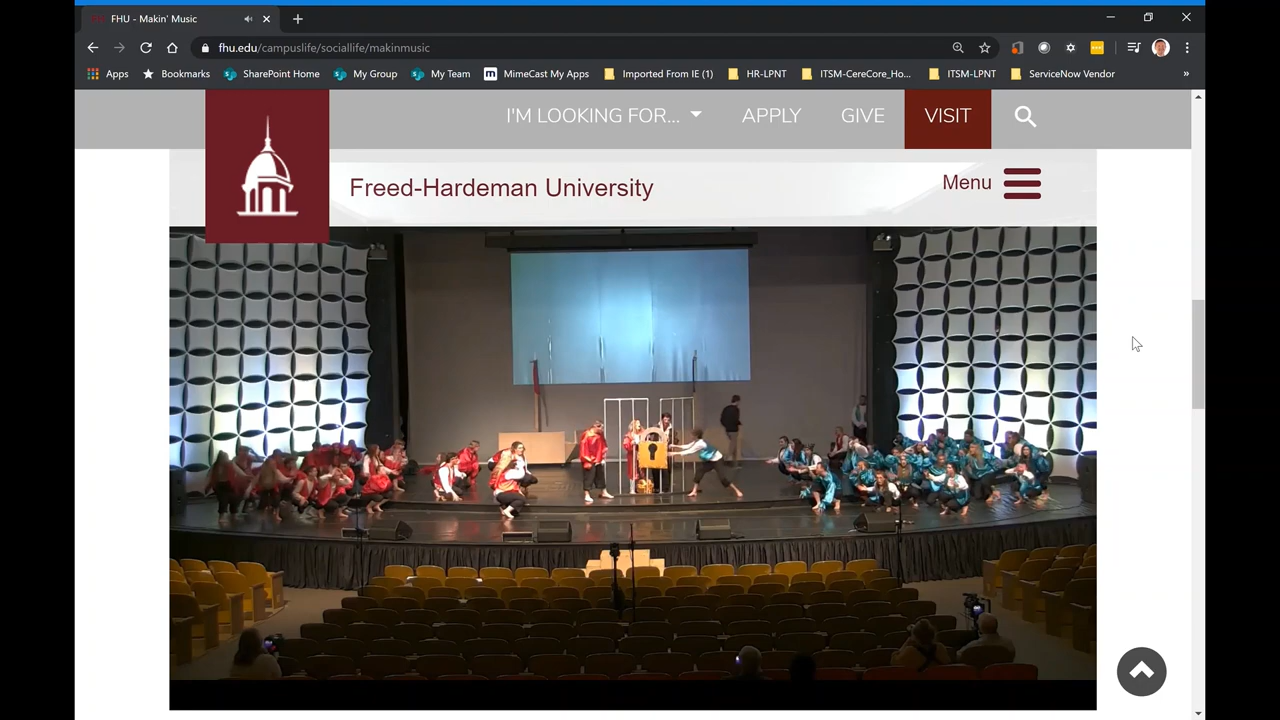 FHU - Makin' Music
fhu.edu/campuslife/sociallife/makinmusic
Apps Bookmarks SharePoint Home My Group My Team MimeCast My Apps Imported From IE (1) HR-LPNT ITSM-CereCore_Ho... ITSM-LPNT ServiceNow Vendor »
I'M LOOKING FOR... APPLY GIVE VISIT
Freed-Hardeman University
Menu